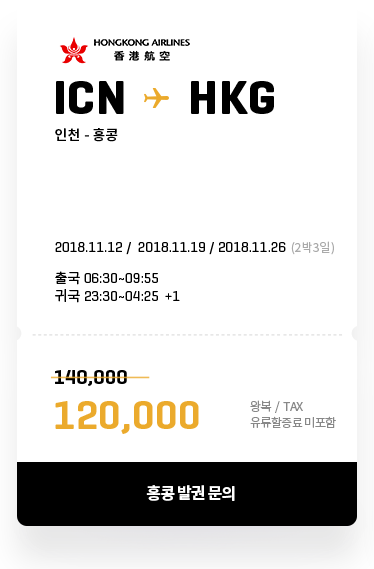 HONGKONG AIRLINES
香港航空
ICN HKG
인천 - 홍콩
2018.11.12 / 2018.11.19 / 2018.11.26 (2박3일)
출국 06:30~09:55
귀국 23:30~04:25 +1
140,000
120,000
왕복 / TAX
유류할증료 미포함
홍콩 발권 문의